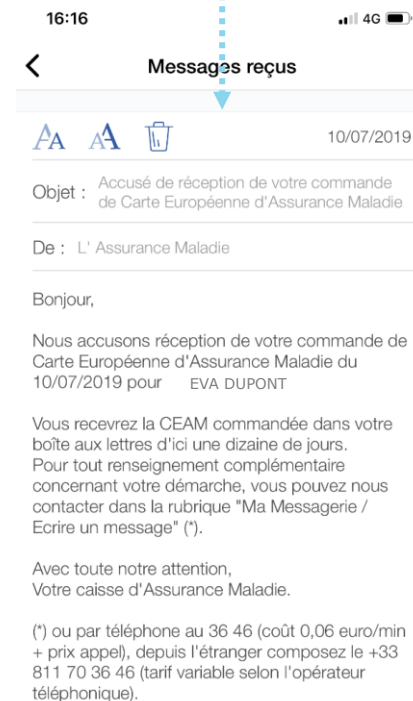 16:16
4G
Messages reçus
AA AA
10/07/2019
Objet : Accusé de réception de votre commande
de Carte Européenne d'Assurance Maladie
De : L' Assurance Maladie
Bonjour,
Nous accusons réception de votre commande de
Carte Européenne d'Assurance Maladie du
10/07/2019 pour EVA DUPONT
Vous recevrez la CEAM commandée dans votre
boîte aux lettres d'ici une dizaine de jours.
Pour tout renseignement complémentaire
concernant votre démarche, vous pouvez nous
contacter dans la rubrique "Ma Messagerie /
Ecrire un message" (*).
Avec toute notre attention,
Votre caisse d'Assurance Maladie.
(*) ou par téléphone au 36 46 (coût 0,06 euro/min
+ prix appel), depuis l'étranger composez le +33
811 70 36 46 (tarif variable selon l'opérateur
téléphonique).